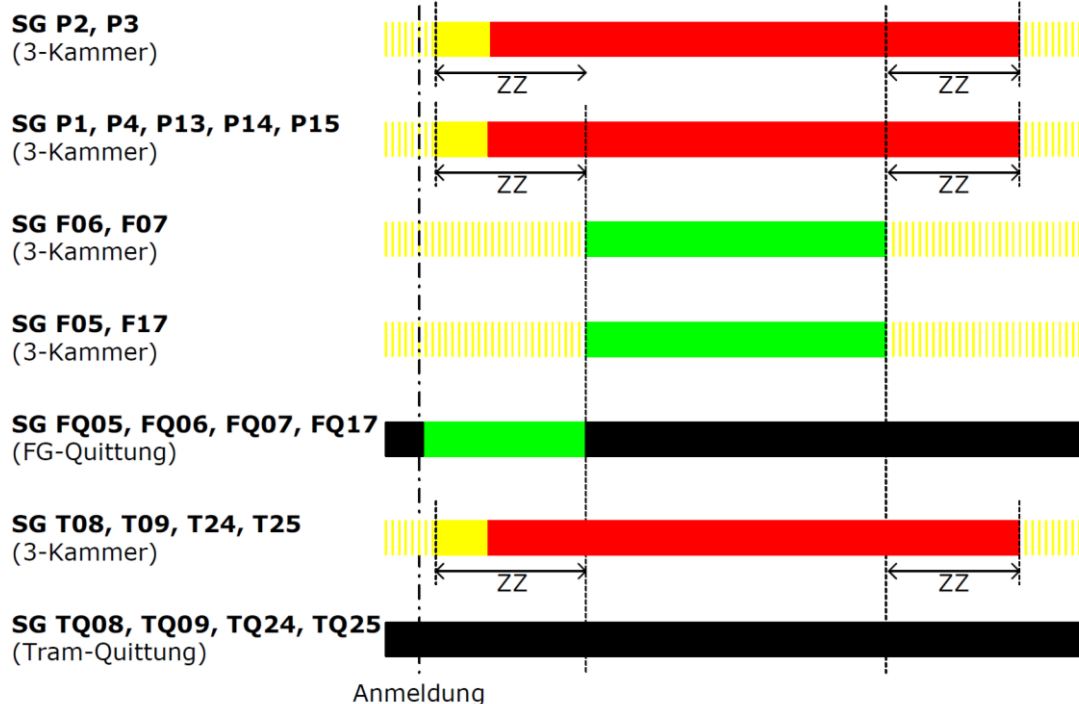 SG P2, P3
(3-Kammer)
ZZ
ZZ
SG P1, P4, P13, P14, P15
(3-Kammer)
ZZ
ZZ
SG F06, F07
(3-Kammer)
SG F05, F17
(3-Kammer)
SG FQ05, FQ06, FQ07, FQ17
(FG-Quittung)
SG T08, T09, T24, T25
(3-Kammer)
ZZ
ZZ
SG TQ08, TQ09, TQ24, TQ25
(Tram-Quittung)
Anmeldung